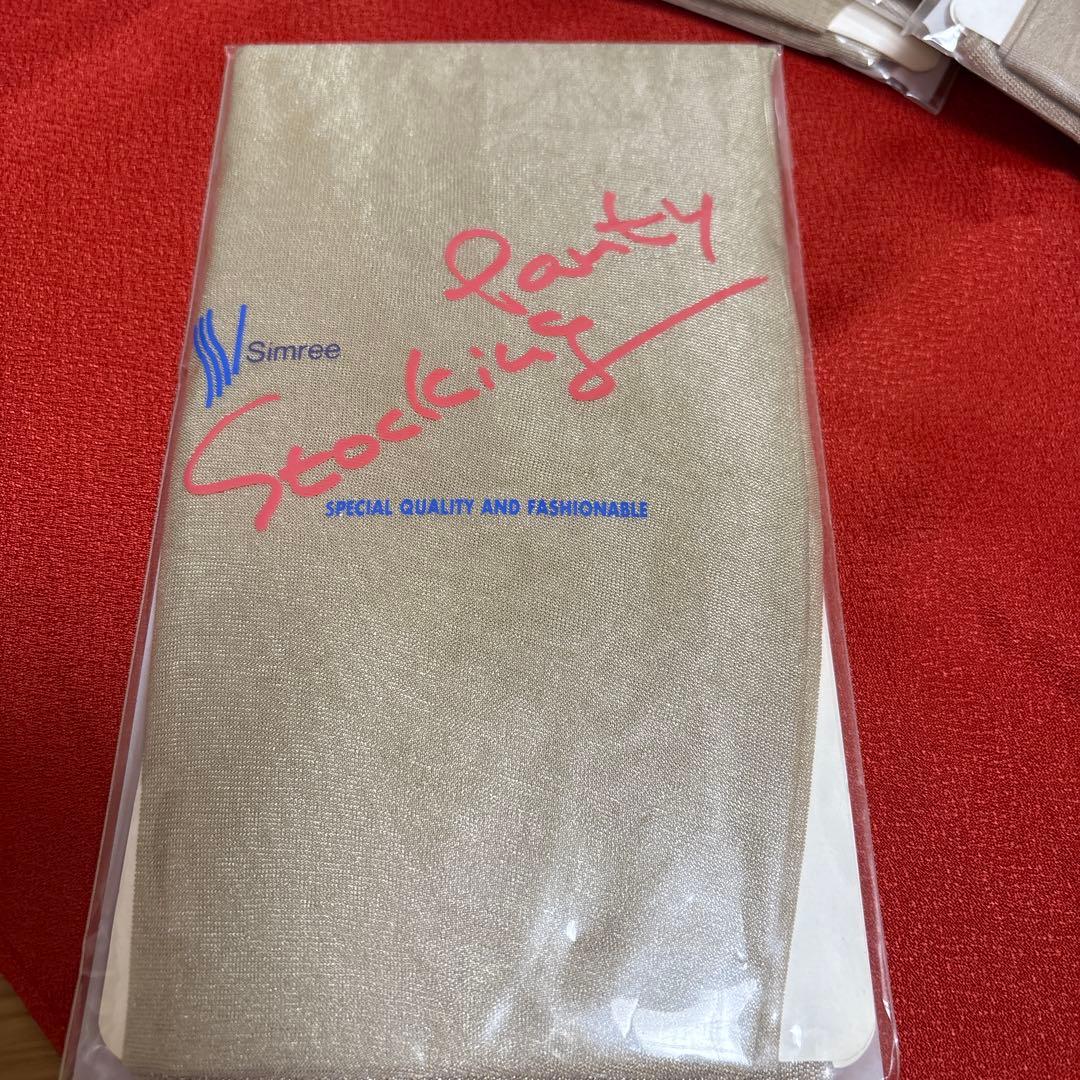 Panty
Simree
Stocking
SPECIAL QUALITY AND FASHIONABLE